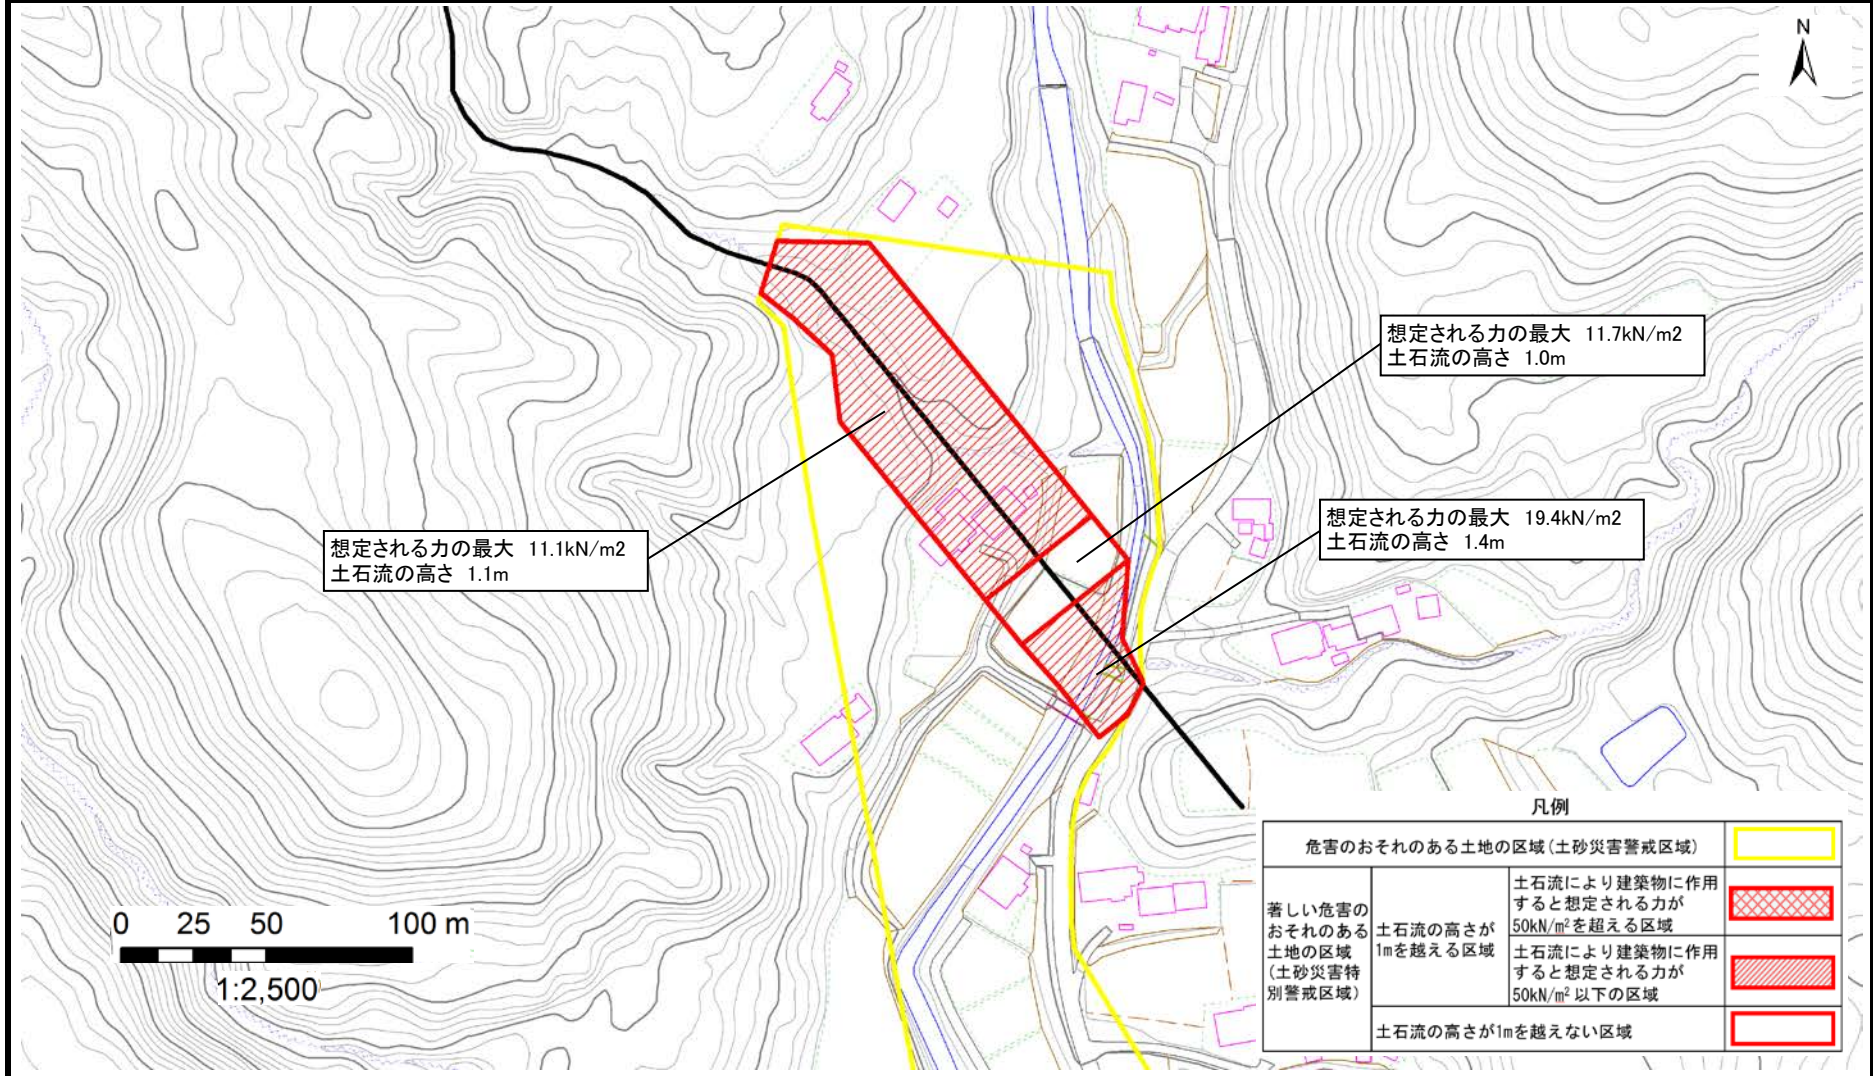 N
想定される力の最大 11.7kN/m2
土石流の高さ 1.0m
想定される力の最大 19.4kN/m2
土石流の高さ 1.4m
想定される力の最大 11.1kN/m2
土石流の高さ 1.1m
凡例
危害のおそれのある土地の区域(土砂災害警戒区域)
著しい危害の
おそれのある
土地の区域
(土砂災害特
別警戒区域)
土石流の高さが
1mを越える区域
土石流により建築物に作用
すると想定される力が
50kN/m²を超える区域
土石流により建築物に作用
すると想定される力が
50kN/m² 以下の区域
土石流の高さが1mを越えない区域
0 25 50 100 m
1:2,500